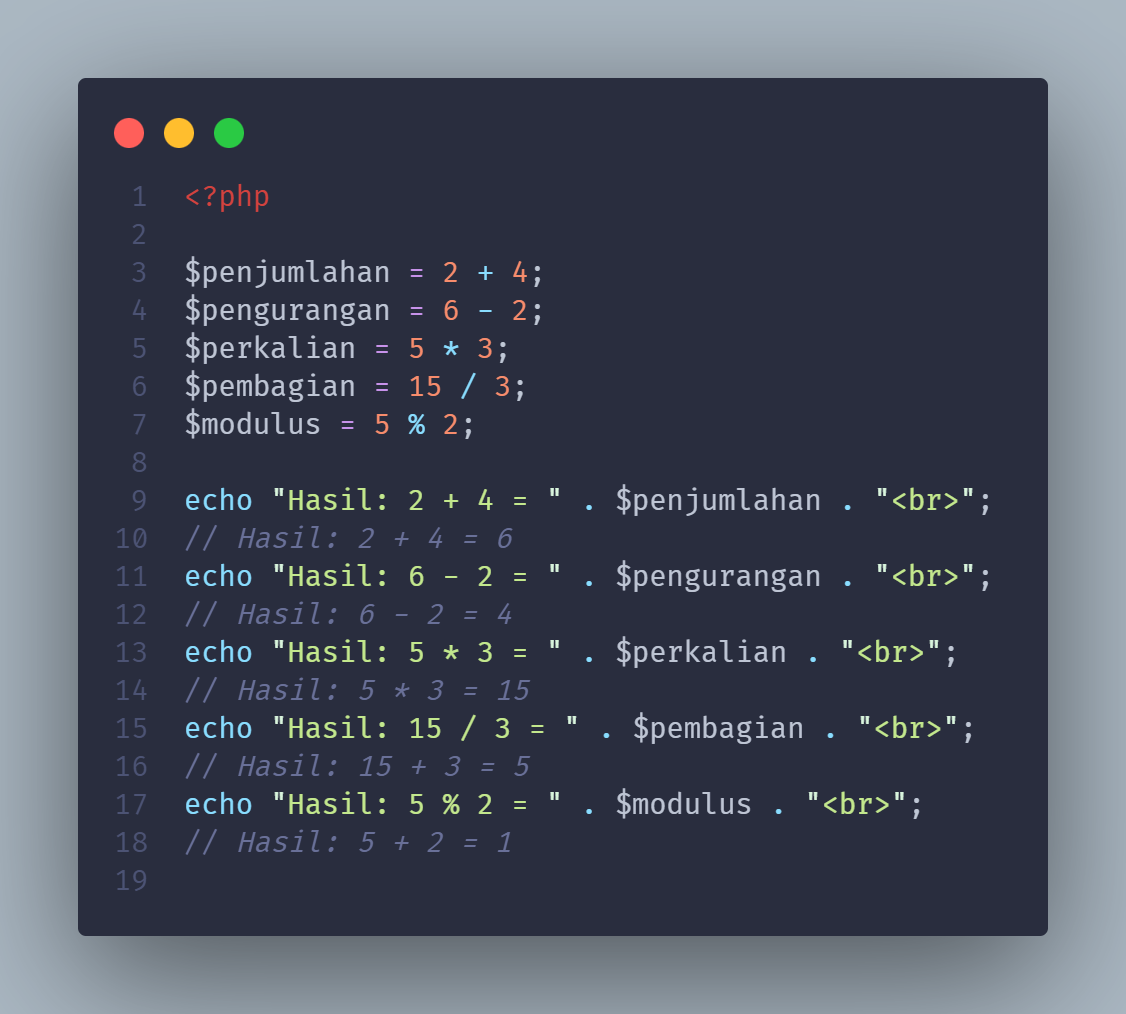 1 <?php
2
3 $penjumlahan = 2 + 4;
4 $pengurangan = 6 - 2;
5 $perkalian = 5 * 3;
6 $pembagian = 15 / 3;
7 $modulus = 5 % 2;
8
9 echo "Hasil: 2 + 4 = " . $penjumlahan . "<br>";
10 // Hasil: 2 + 4 = 6
11 echo "Hasil: 6 - 2 = " . $pengurangan . "<br>";
12 // Hasil: 6 - 2 = 4
13 echo "Hasil: 5 * 3 = " . $perkalian . "<br>";
14 // Hasil: 5 * 3 = 15
15 echo "Hasil: 15 / 3 = " . $pembagian . "<br>";
16 // Hasil: 15 + 3 = 5
17 echo "Hasil: 5 % 2 = " . $modulus . "<br>";
18 // Hasil: 5 + 2 = 1
19